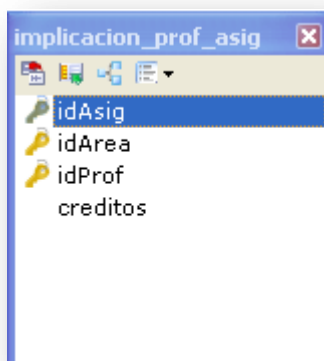 implicacion_prof_asig
idAsig
idArea
idProf
creditos